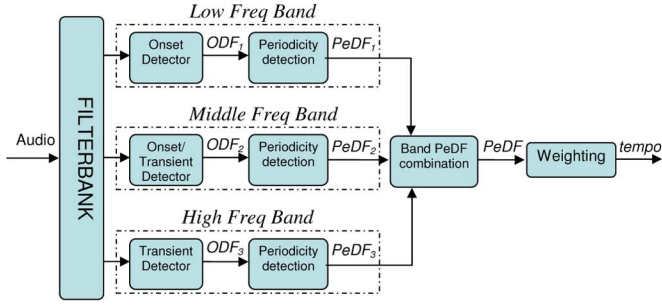 Low Freq Band
Onset
Detector
ODF1
Periodicity
detection
PeDF1
Audio
FILTERBANK
Middle Freq Band
Onset/
Transient
Detector
ODF2
Periodicity
detection
PeDF2
Band PeDF
combination
PeDF
Weighting
tempo
High Freq Band
Transient
Detector
ODF3
Periodicity
detection
PeDF3